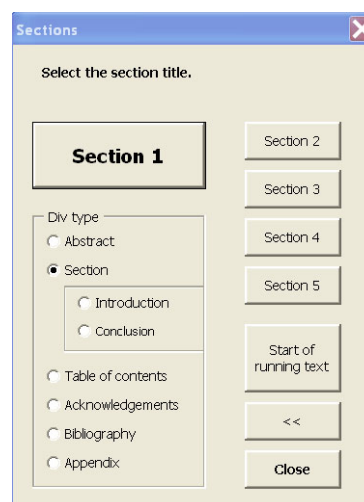 Sections
Select the section title.
Section 1
Div type
Abstract
Section
Introduction
Conclusion
Table of contents
Acknowledgements
Bibliography
Appendix
Section 2
Section 3
Section 4
Section 5
Start of
running text
<<
Close